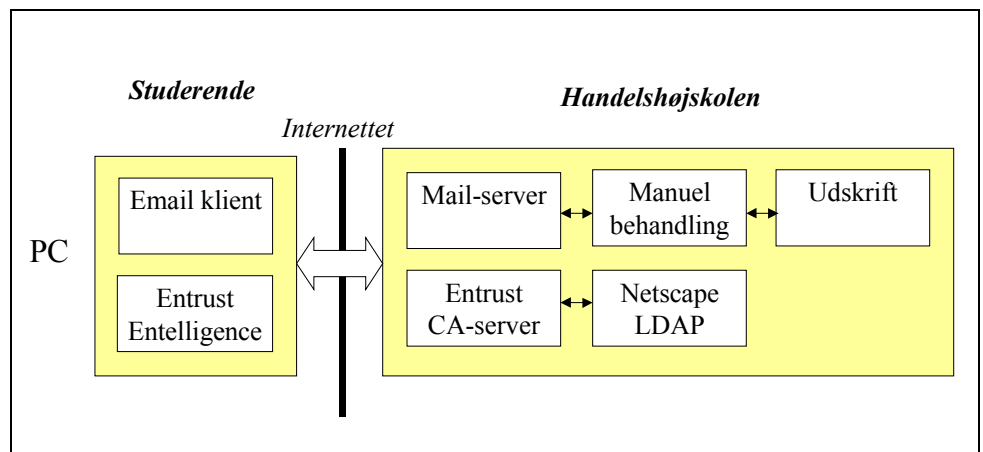 Studerende
Handelshøjskolen
Internettet
PC
Email klient
Entrust
Entelligence
Mail-server
Manuel
behandling
Udskrift
Entrust
CA-server
Netscape
LDAP